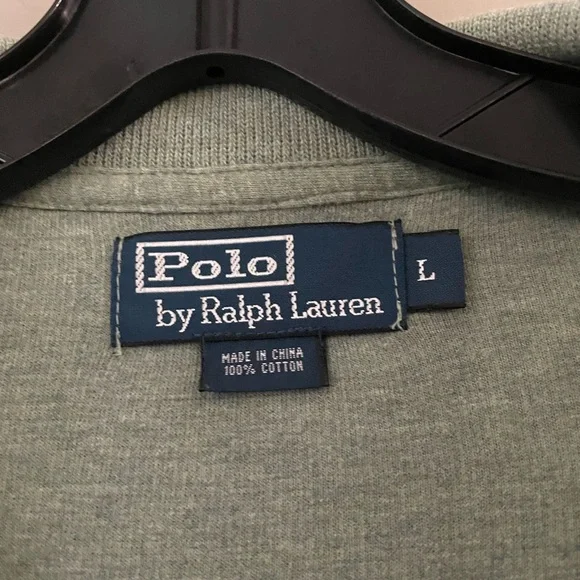 Polo
by Ralph Lauren
L
MADE IN CHINA
100% COTTON